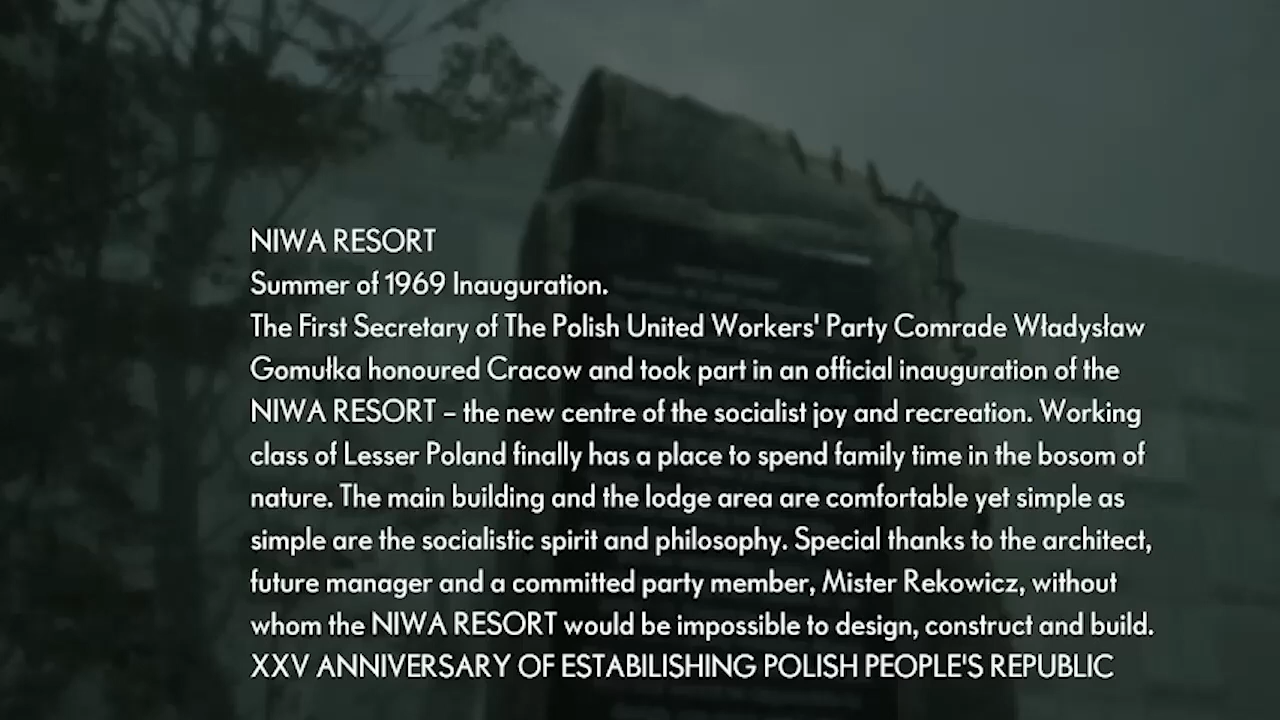 NIWA RESORT
Summer of 1969 Inauguration.
The First Secretary of The Polish United Workers' Party Comrade Władysław
Gomułka honoured Cracow and took part in an official inauguration of the
NIWA RESORT – the new centre of the socialist joy and recreation. Working
class of Lesser Poland finally has a place to spend family time in the bosom of
nature. The main building and the lodge area are comfortable yet simple as
simple are the socialistic spirit and philosophy. Special thanks to the architect,
future manager and a committed party member, Mister Rekowicz, without
whom the NIWA RESORT would be impossible to design, construct and build.
XXV ANNIVERSARY OF ESTABILISHING POLISH PEOPLE'S REPUBLIC